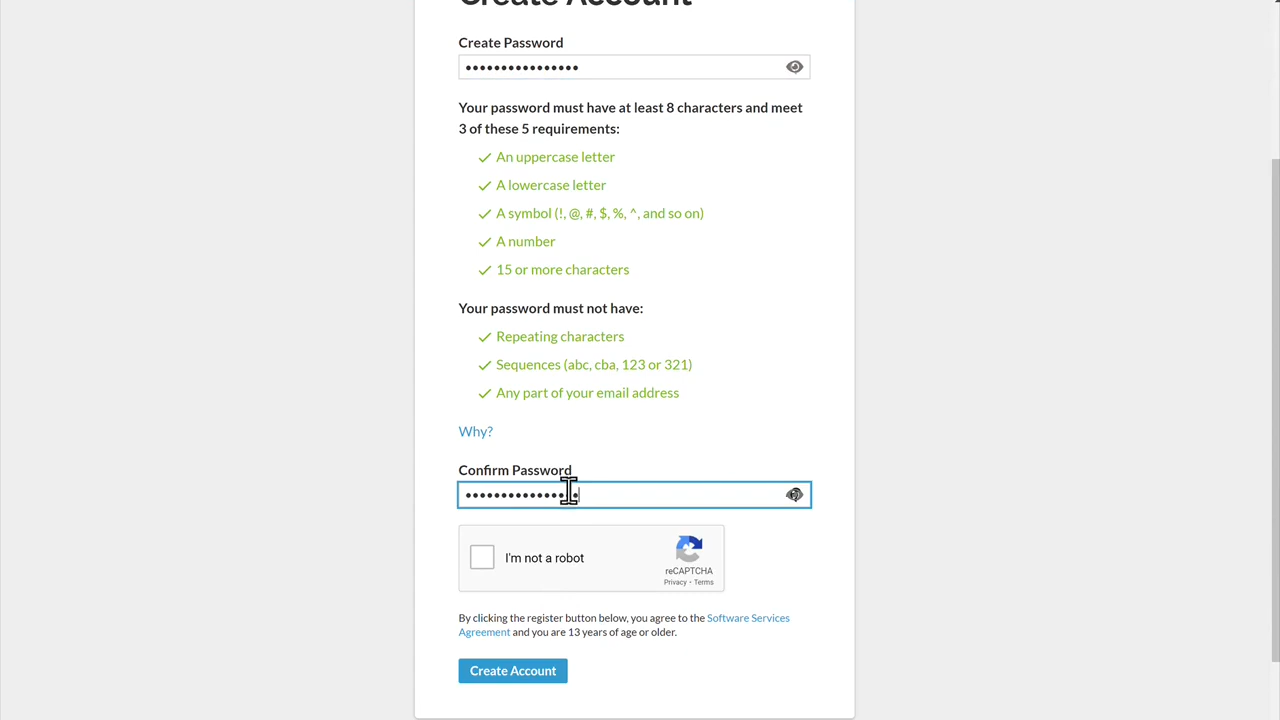 Create Account
Create Password
••••••••••••••••
Your password must have at least 8 characters and meet
3 of these 5 requirements:
An uppercase letter
A lowercase letter
A symbol (!, @, #, $, %, ^, and so on)
A number
15 or more characters
Your password must not have:
Repeating characters
Sequences (abc, cba, 123 or 321)
Any part of your email address
Why?
Confirm Password
••••••••••••••••
I'm not a robot
reCAPTCHA
Privacy - Terms
By clicking the register button below, you agree to the Software Services
Agreement and you are 13 years of age or older.
Create Account